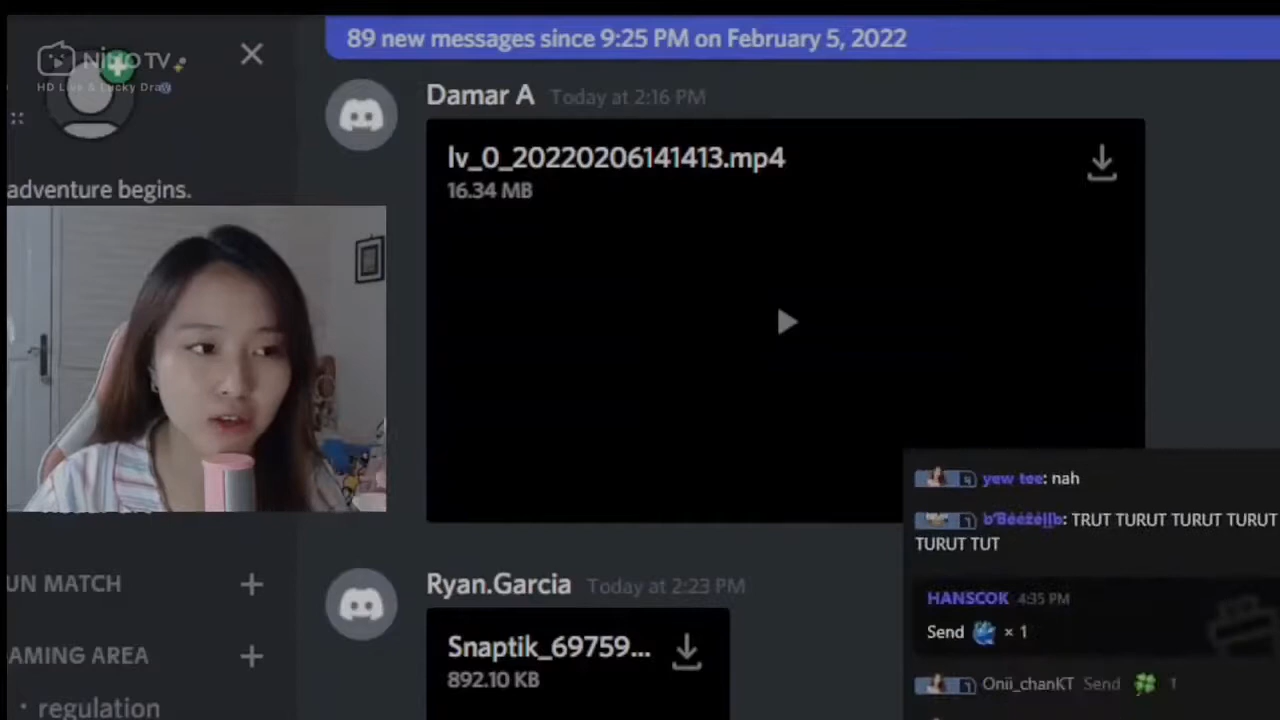 89 new messages since 9:25 PM on February 5, 2022
NiMO TV
HD Live & Lucky Draw
adventure begins.
Damar A Today at 2:16 PM
lv_0_20220206141413.mp4
16.34 MB
yew tee: nah
TRUT TURUT TURUT TURUT
TURUT TUT
HANSCOK 4:35 PM
Send × 1
Onii_chanKT Send 1
UN MATCH
AMING AREA
regulation
Ryan.Garcia Today at 2:23 PM
Snaptik_69759...
892.10 KB